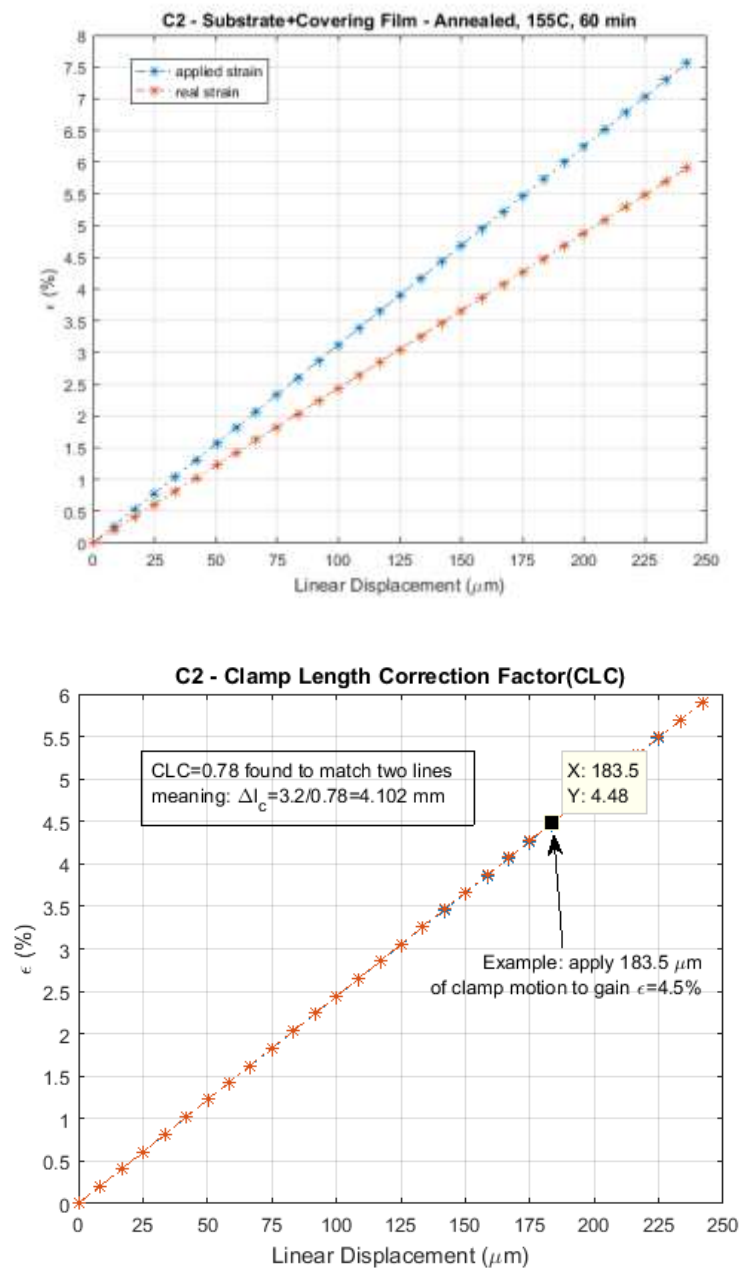 C2 - Substrate+Covering Film - Annealed, 155C, 60 min
8
7.5
7
6.5
6
5.5
5
4.5
4
3.5
3
2.5
2
1.5
1
0.5
0
ϵ (%)
applied strain
real strain
0 25 50 75 100 125 150 175 200 225 250
Linear Displacement (μm)
C2 - Clamp Length Correction Factor(CLC)
6
5.5
5
4.5
4
3.5
3
2.5
2
1.5
1
0.5
0
ϵ (%)
CLC=0.78 found to match two lines
meaning: Δl_c=3.2/0.78=4.102 mm
X: 183.5
Y: 4.48
Example: apply 183.5 μm
of clamp motion to gain ϵ=4.5%
0 25 50 75 100 125 150 175 200 225 250
Linear Displacement (μm)